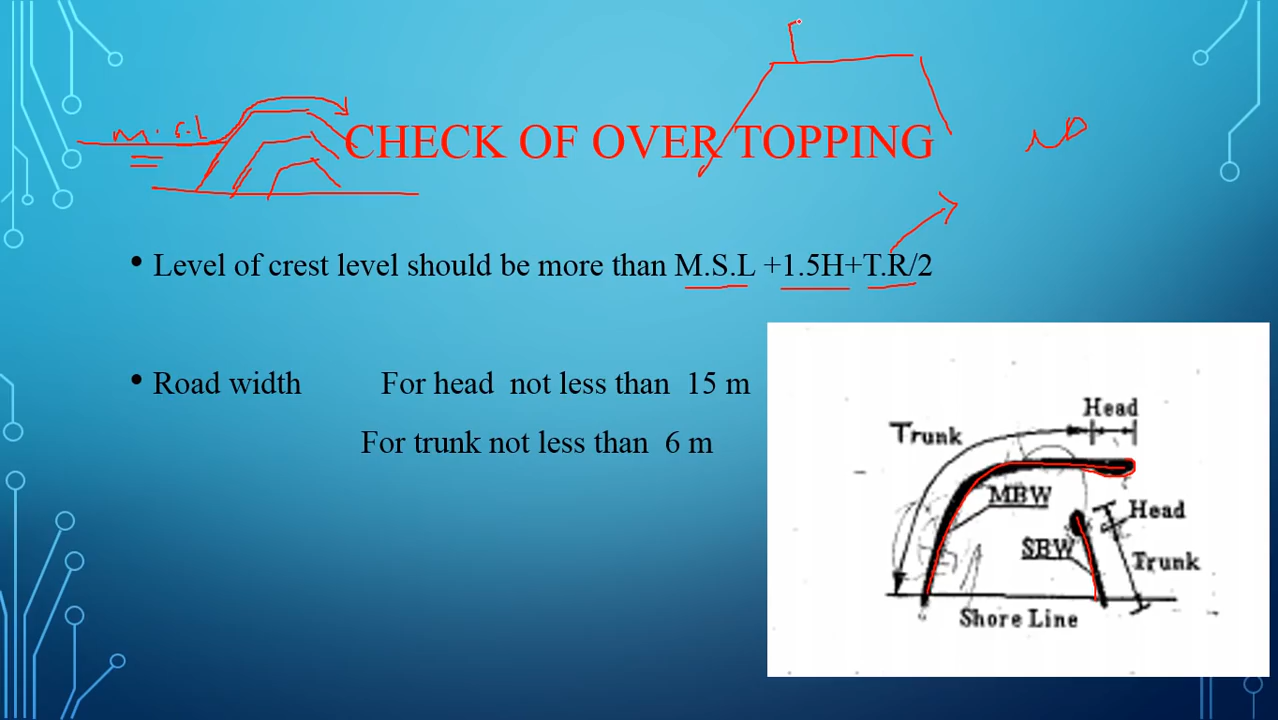 m.s.L
CHECK OF OVER TOPPING
• Level of crest level should be more than M.S.L +1.5H+T.R/2
• Road width For head not less than 15 m
For trunk not less than 6 m
Head
Trunk
MBW
Head
SBW
Trunk
Shore Line